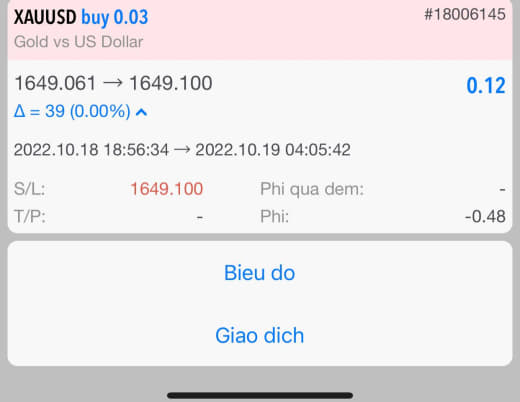 XAUUSD buy 0.03 #18006145
Gold vs US Dollar
1649.061 → 1649.100 0.12
Δ = 39 (0.00%)
2022.10.18 18:56:34 → 2022.10.19 04:05:42
S/L: 1649.100 Phi qua dem: -
T/P: - Phi: -0.48
Bieu do
Giao dich